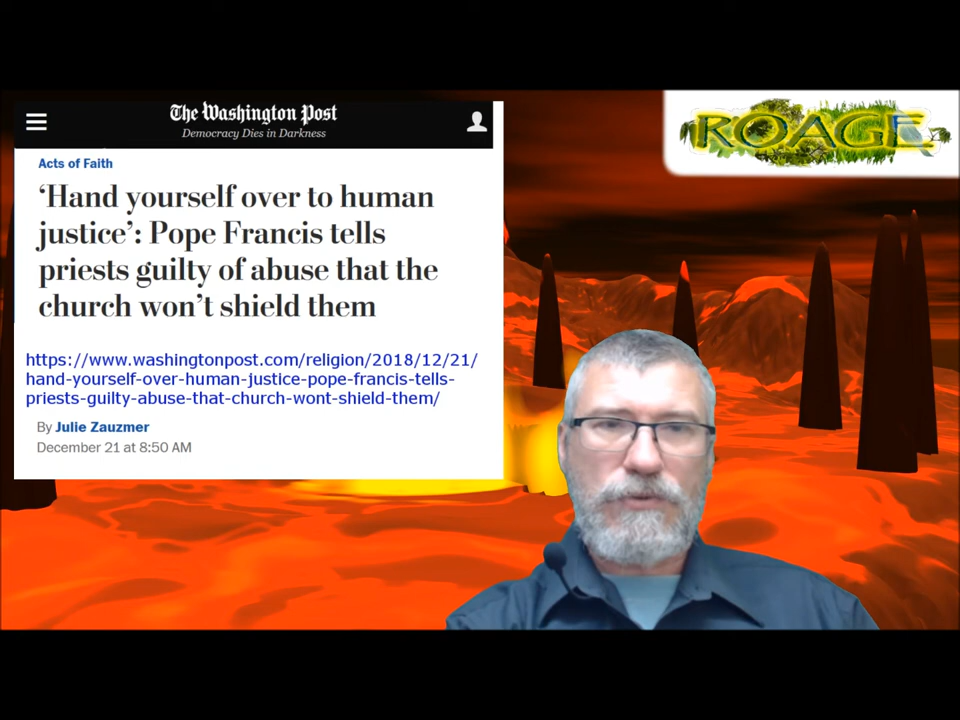 The Washington Post
Democracy Dies in Darkness
ROAGE
Acts of Faith
‘Hand yourself over to human
justice’: Pope Francis tells
priests guilty of abuse that the
church won’t shield them
https://www.washingtonpost.com/religion/2018/12/21/
hand-yourself-over-human-justice-pope-francis-tells-
priests-guilty-abuse-that-church-wont-shield-them/
By Julie Zauzmer
December 21 at 8:50 AM